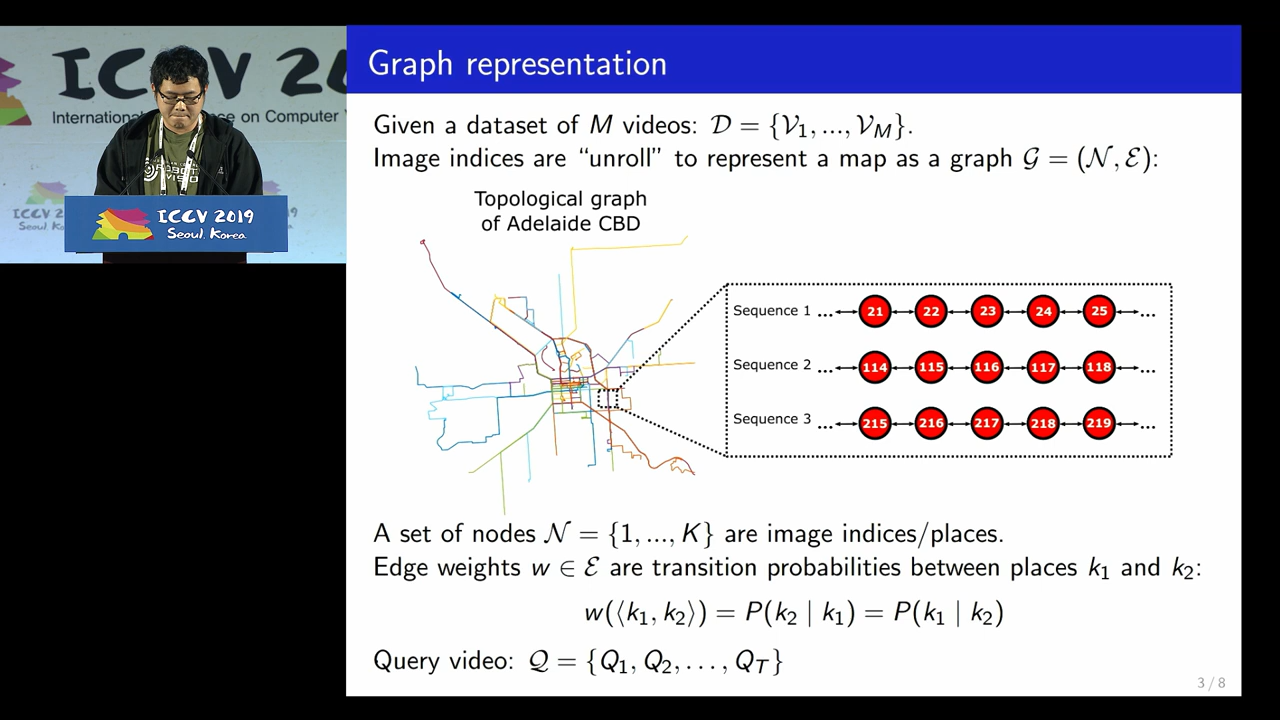 ICCV 20
International
ce on Computer
ROBOT
VISIO
ICCV 2019
Seoul, Korea
Graph representation
Given a dataset of M videos: 𝒟 = {𝒱₁, ..., 𝒱_M}.
Image indices are “unroll” to represent a map as a graph 𝒢 = (𝒩, ℰ):
Topological graph
of Adelaide CBD
Sequence 1 ... 21 22 23 24 25 ...
Sequence 2 ... 114 115 116 117 118 ...
Sequence 3 ... 215 216 217 218 219 ...
A set of nodes 𝒩 = {1, ..., K} are image indices/places.
Edge weights w ∈ ℰ are transition probabilities between places k₁ and k₂:
w(⟨k₁, k₂⟩) = P(k₂ | k₁) = P(k₁ | k₂)
Query video: 𝒬 = {Q₁, Q₂, . . . , Q_T}
3 / 8